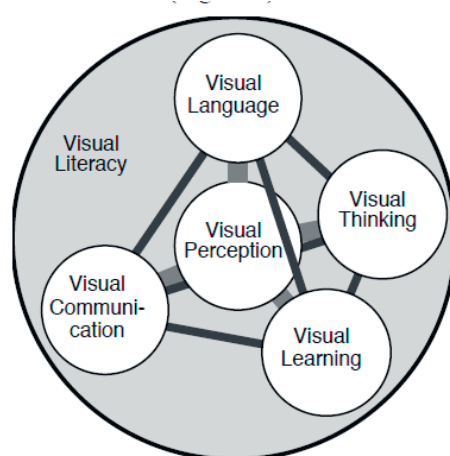 Visual
Language
Visual
Literacy
Visual
Thinking
Visual
Perception
Visual
Communi-
cation
Visual
Learning